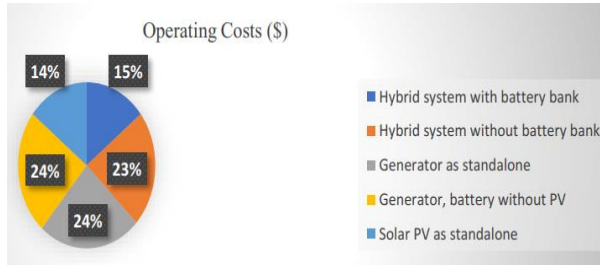 Operating Costs ($)
14%
15%
24%
23%
24%
Hybrid system with battery bank
Hybrid system without battery bank
Generator as standalone
Generator, battery without PV
Solar PV as standalone